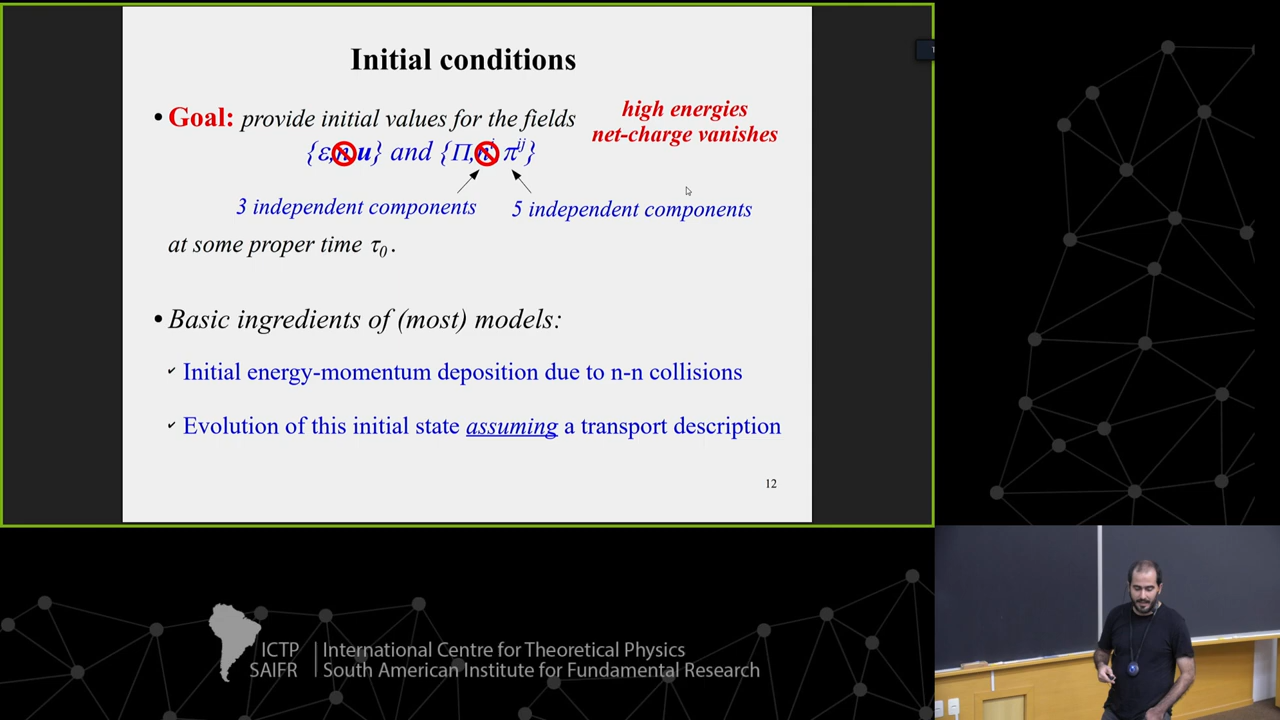 Initial conditions
• Goal: provide initial values for the fields
high energies
net-charge vanishes
{ε, u} and {Π, πij}
3 independent components
5 independent components
at some proper time τ0.
• Basic ingredients of (most) models:
✓ Initial energy-momentum deposition due to n-n collisions
✓ Evolution of this initial state assuming a transport description
12
ICTP
SAIFR
International Centre for Theoretical Physics
South American Institute for Fundamental Research